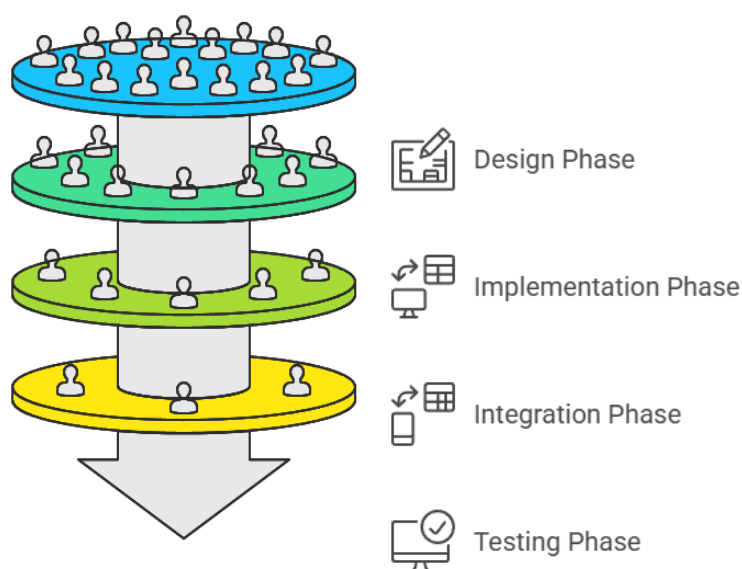 Design Phase
Implementation Phase
Integration Phase
Testing Phase